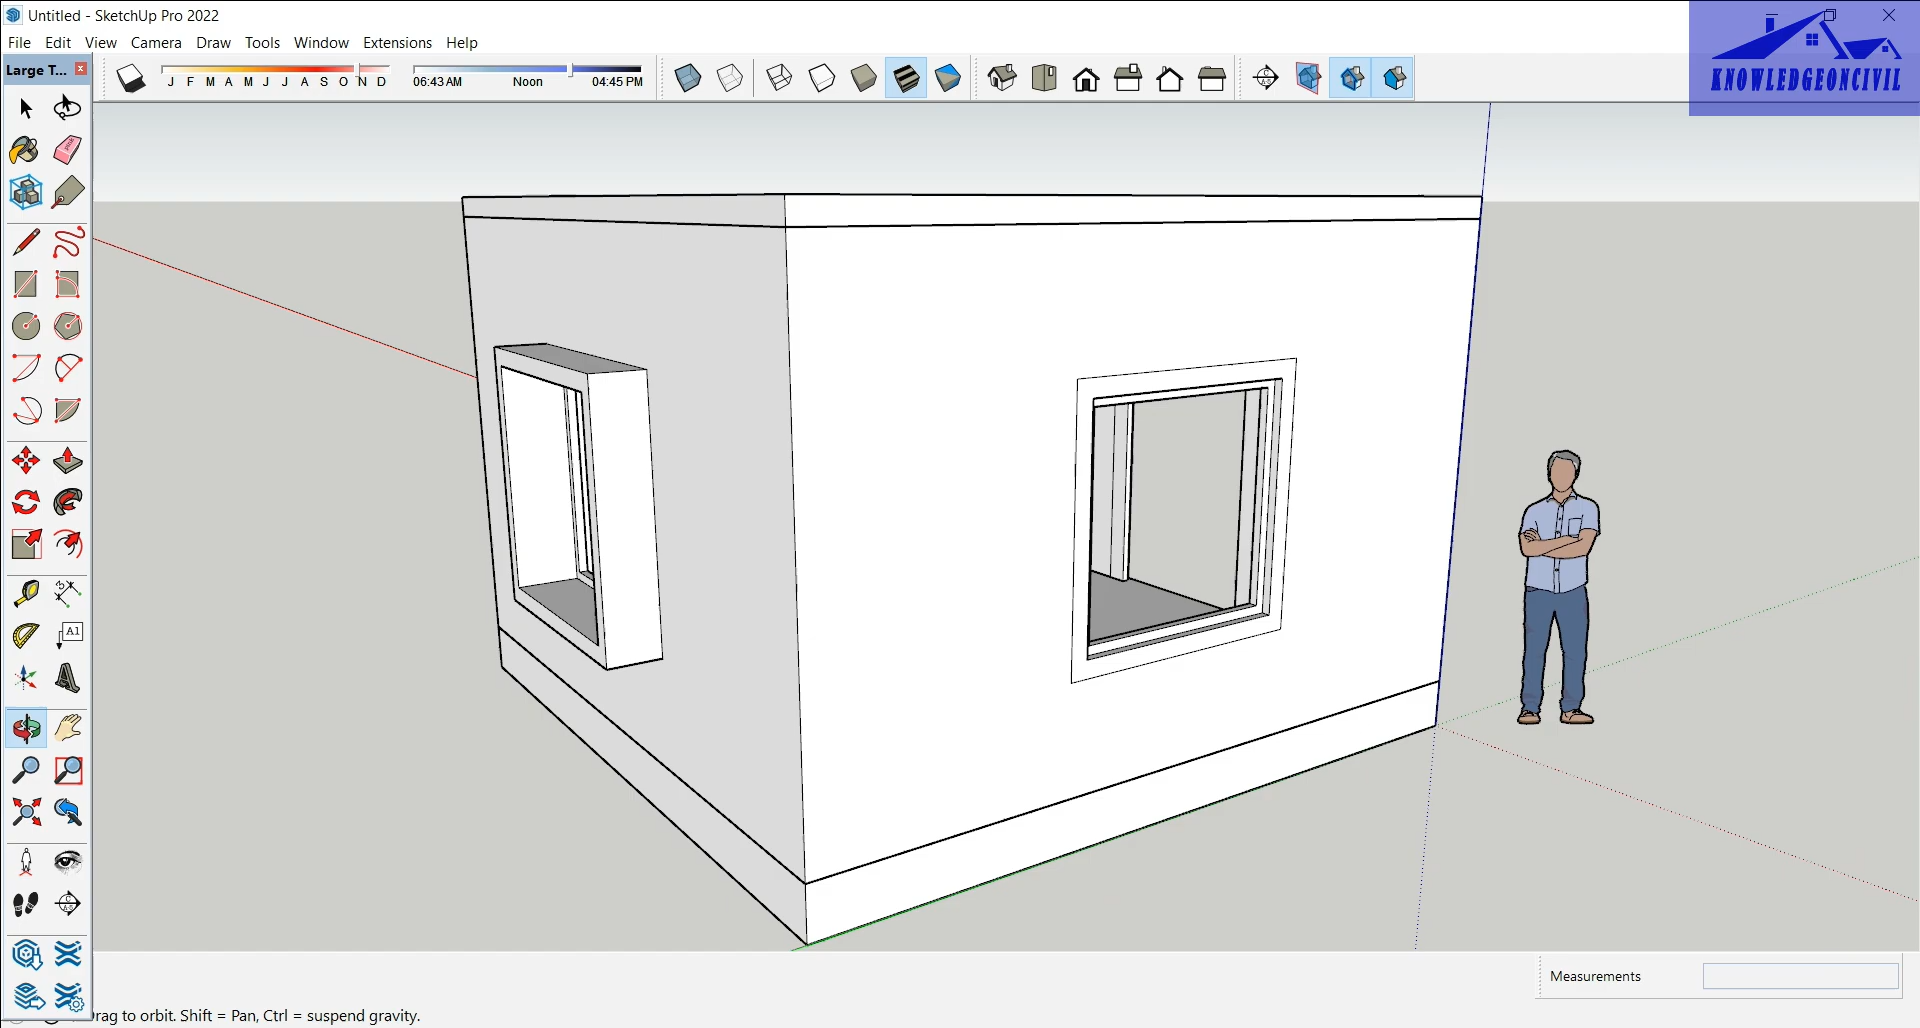 Untitled - SketchUp Pro 2022
File Edit View Camera Draw Tools Window Extensions Help
KNOWLEDGEONCIVIL
Large T...
J F M A M J J A S O N D
06:43 AM Noon 04:45 PM
A1
Measurements
Drag to orbit. Shift = Pan, Ctrl = suspend gravity.